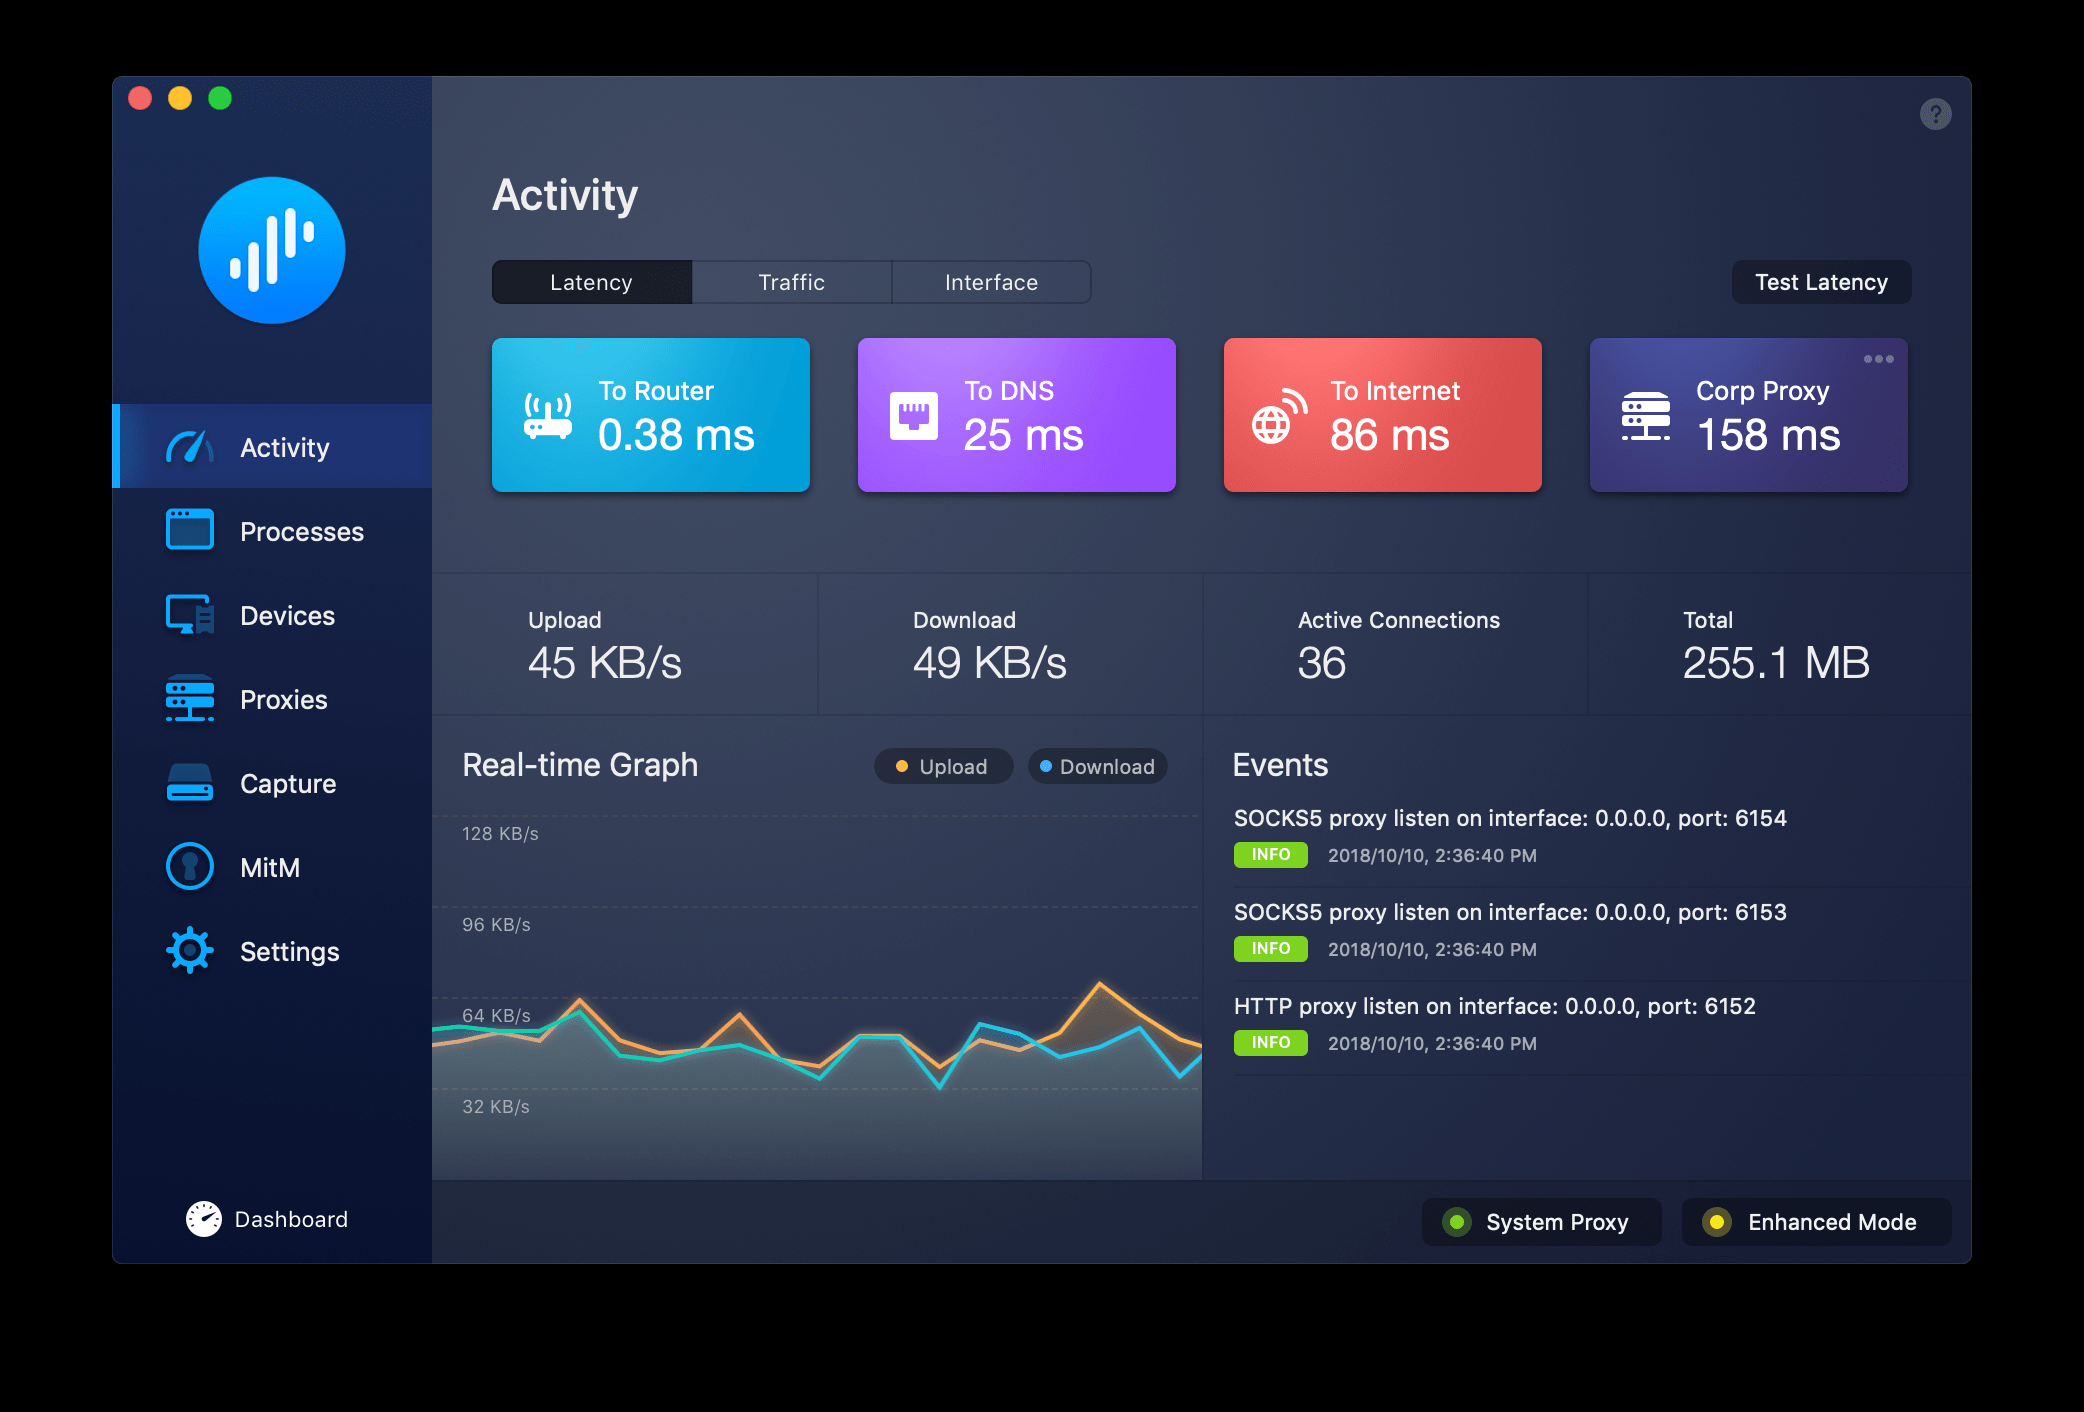 ?
Activity
Latency
Traffic
Interface
Test Latency
To Router
0.38 ms
To DNS
25 ms
To Internet
86 ms
Corp Proxy
158 ms
Activity
Processes
Devices
Proxies
Capture
MitM
Settings
Dashboard
Upload
45 KB/s
Download
49 KB/s
Active Connections
36
Total
255.1 MB
Real-time Graph
Upload
Download
128 KB/s
96 KB/s
64 KB/s
32 KB/s
Events
SOCKS5 proxy listen on interface: 0.0.0.0, port: 6154
INFO 2018/10/10, 2:36:40 PM
SOCKS5 proxy listen on interface: 0.0.0.0, port: 6153
INFO 2018/10/10, 2:36:40 PM
HTTP proxy listen on interface: 0.0.0.0, port: 6152
INFO 2018/10/10, 2:36:40 PM
System Proxy
Enhanced Mode